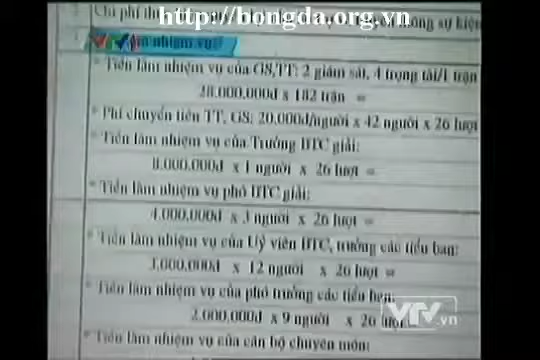 http://bongda.org.vn
Chi phí
VTV nhiệm vụ:
* Tiền làm nhiệm vụ của GS,TT: 2 giám sát, 4 trọng tài/1 trận
28.000.000đ x 182 trận =
* Phí chuyển tiền TT, GS: 20.000đ/người x 42 người x 26 lượt
* Tiền làm nhiệm vụ của Trưởng BTC giải:
8.000.000đ x 1 người x 26 lượt =
* Tiền làm nhiệm vụ phó BTC giải:
4.000.000đ x 3 người x 26 lượt =
* Tiền làm nhiệm vụ của Uỷ viên BTC, trưởng các tiểu ban:
3.000.000đ x 12 người x 26 lượt =
* Tiền làm nhiệm vụ của phó trưởng các tiểu ban:
2.000.000đ x 9 người x 26 lượt
VTV.vn
* Tiền làm nhiệm vụ của cán bộ chuyên môn: